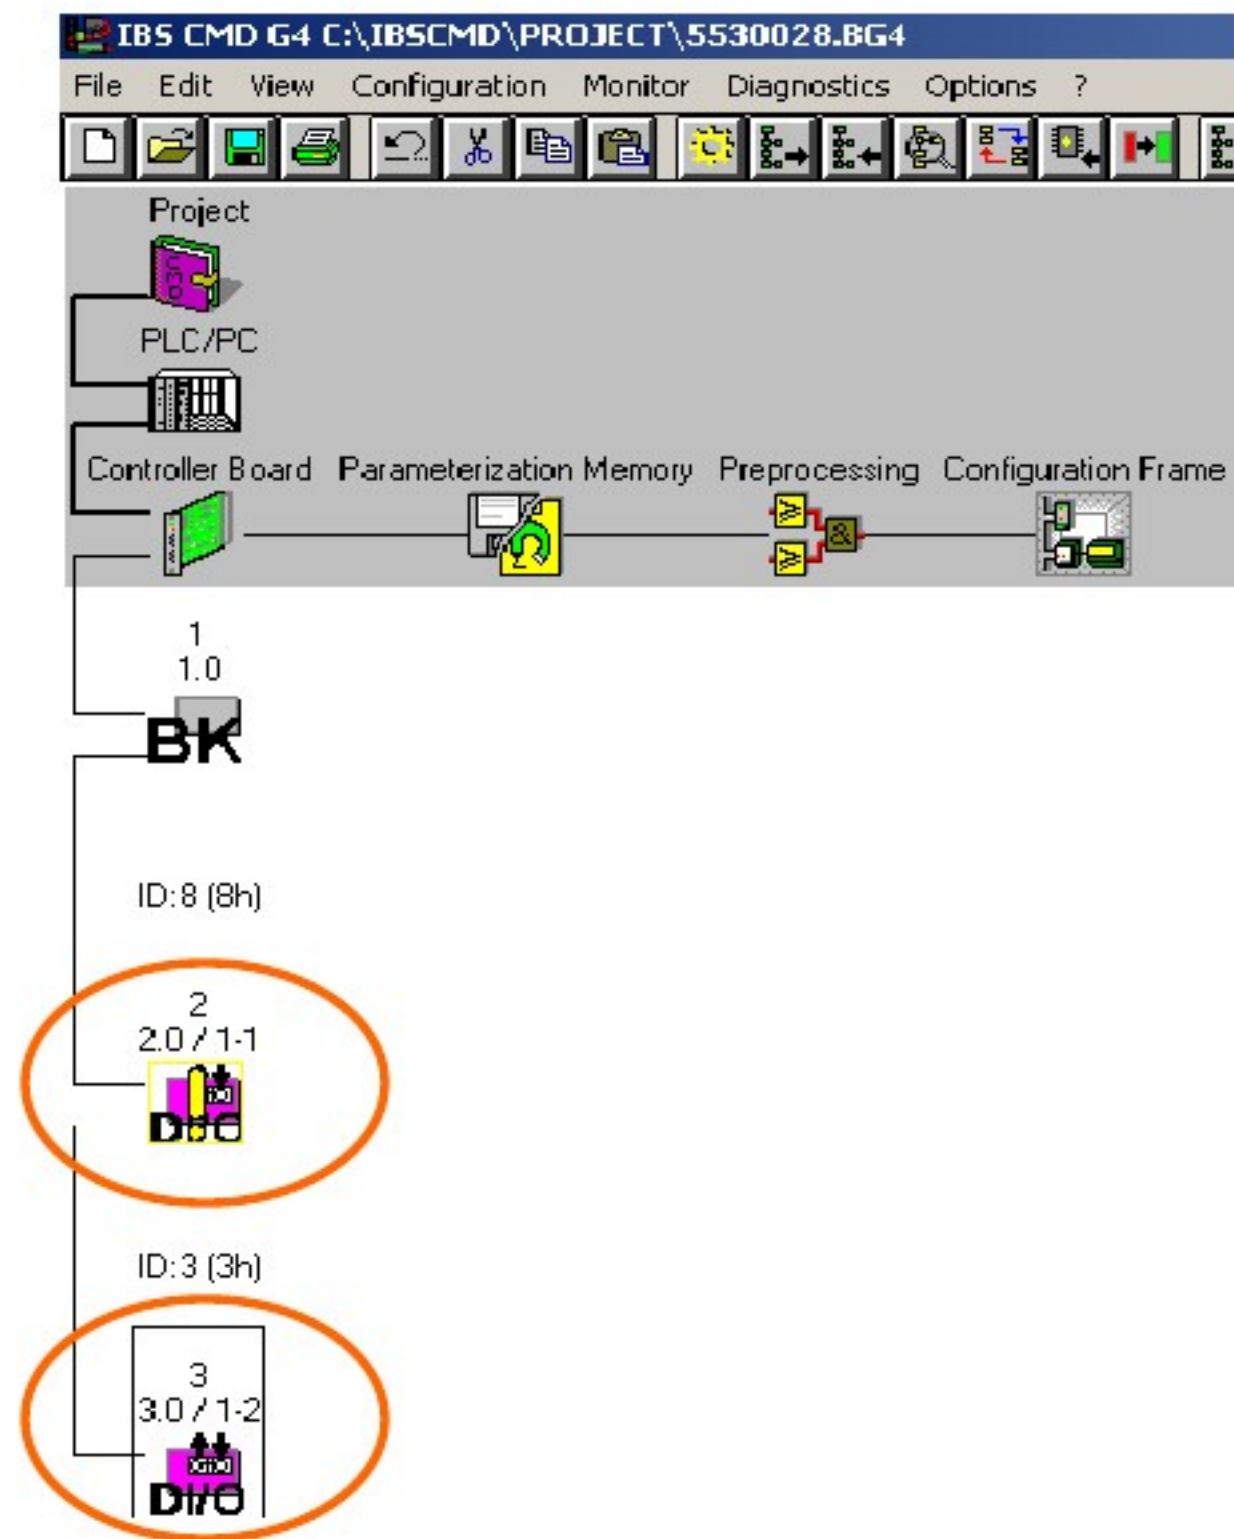 IBS CMD G4 C:\IBSCMD\PROJECT\5530028.BG4
File Edit View Configuration Monitor Diagnostics Options ?
Project
PLC/PC
Controller Board Parameterization Memory Preprocessing Configuration Frame
&
1
1.0
BK
ID:8 (8h)
2
2.0 / 1-1
ID:3 (3h)
3
3.0 / 1-2
DI/O